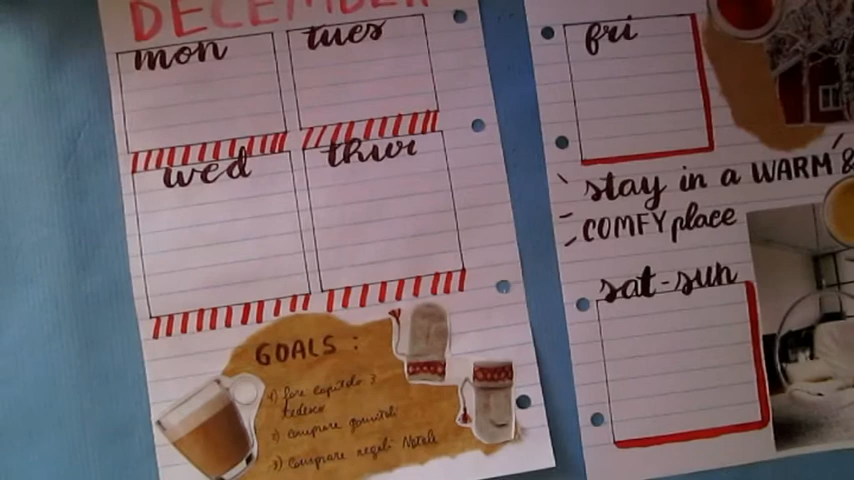 DECEMBER
mon
tues
wed
thur
GOALS :
1) fare capitolo 3
tedesco
2) comprare gomitoli
3) comprare regali Natale
fri
stay in a WARM &
COMFY place
sat-sun